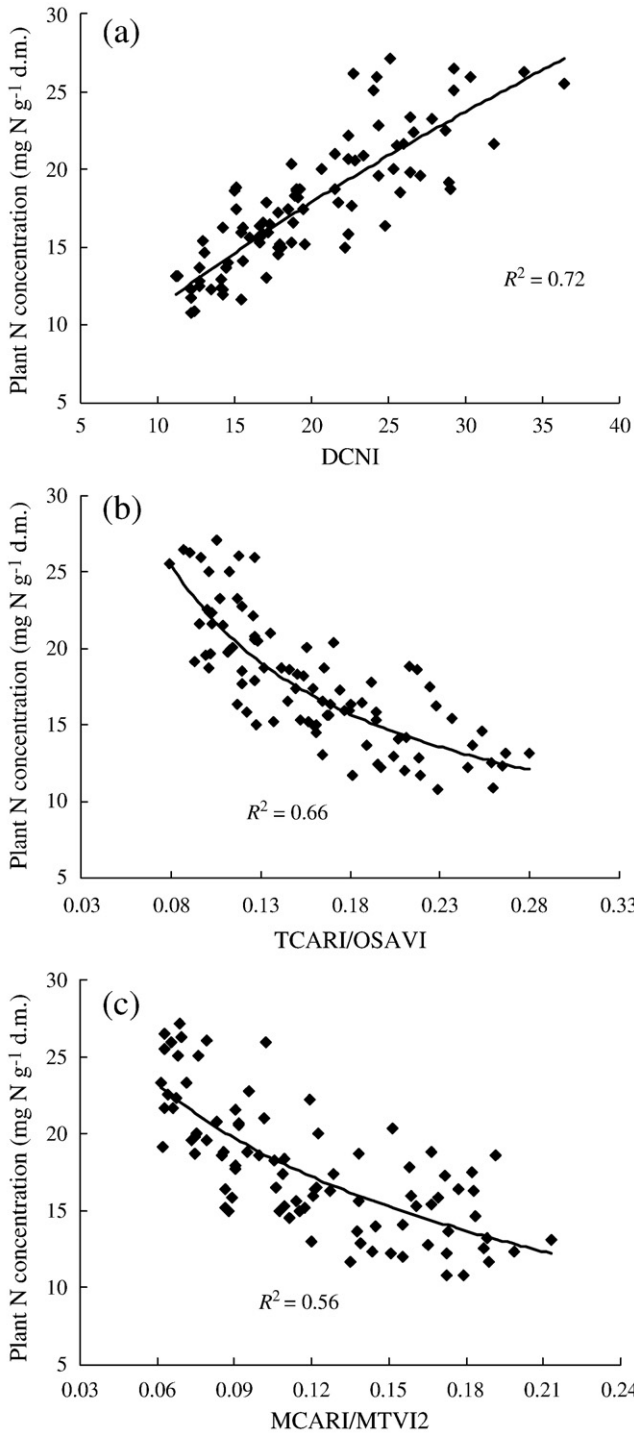 (a)
Plant N concentration (mg N g-1 d.m.)
30
25
20
15
10
5
R2 = 0.72
5 10 15 20 25 30 35 40
DCNI
(b)
Plant N concentration (mg N g-1 d.m.)
30
25
20
15
10
5
R2 = 0.66
0.03 0.08 0.13 0.18 0.23 0.28 0.33
TCARI/OSAVI
(c)
Plant N concentration (mg N g-1 d.m.)
30
25
20
15
10
5
R2 = 0.56
0.03 0.06 0.09 0.12 0.15 0.18 0.21 0.24
MCARI/MTVI2